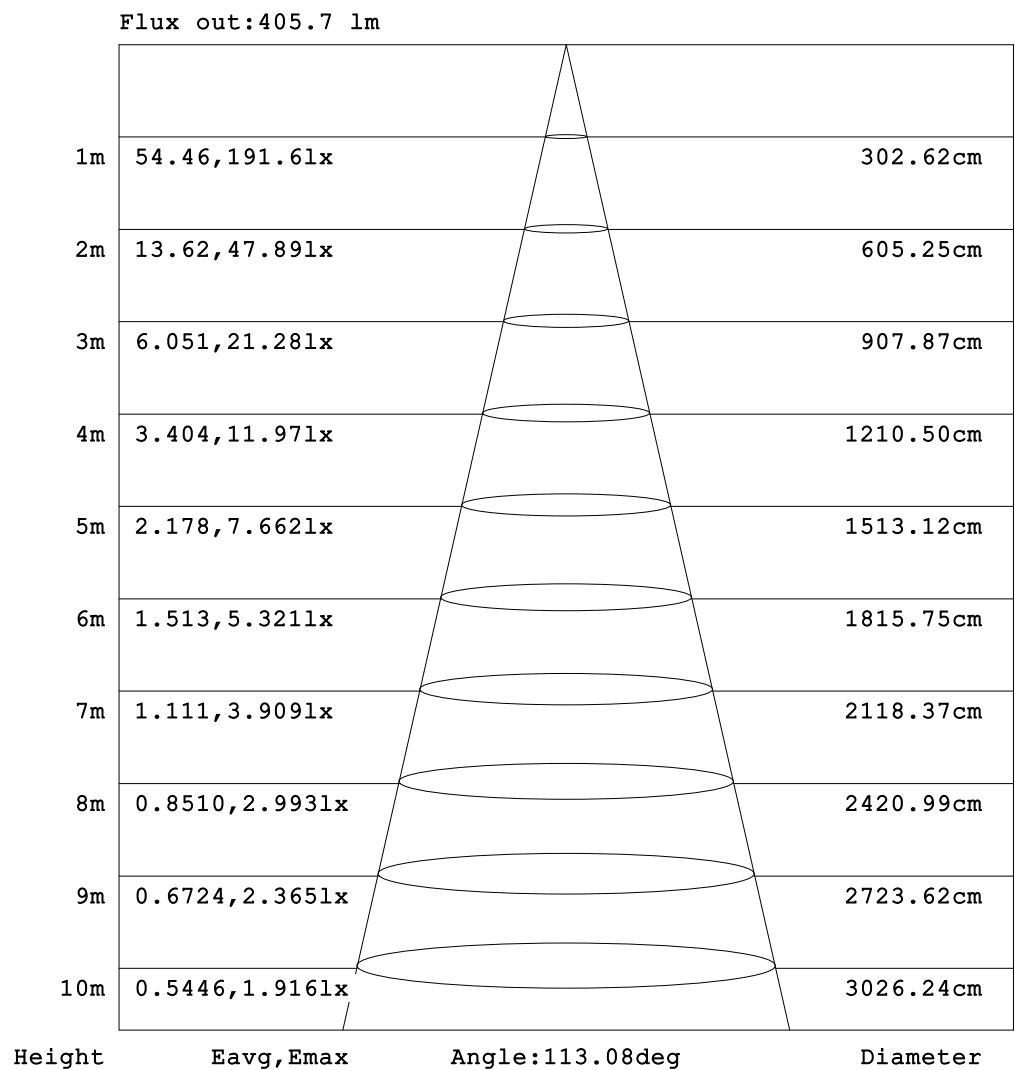 Flux out:405.7 lm
1m 54.46,191.6lx 302.62cm
2m 13.62,47.89lx 605.25cm
3m 6.051,21.28lx 907.87cm
4m 3.404,11.97lx 1210.50cm
5m 2.178,7.662lx 1513.12cm
6m 1.513,5.321lx 1815.75cm
7m 1.111,3.909lx 2118.37cm
8m 0.8510,2.993lx 2420.99cm
9m 0.6724,2.365lx 2723.62cm
10m 0.5446,1.916lx 3026.24cm
Height Eavg,Emax Angle:113.08deg Diameter